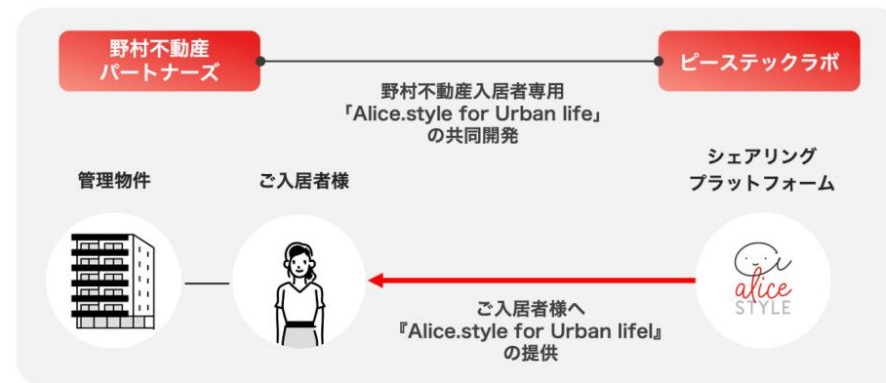 野村不動産
パートナーズ
ピーステックラボ
野村不動産入居者専用
「Alice.style for Urban life」
の共同開発
シェアリング
プラットフォーム
管理物件
ご入居者様
alice
STYLE
ご入居者様へ
『Alice.style for Urban lifel』
の提供